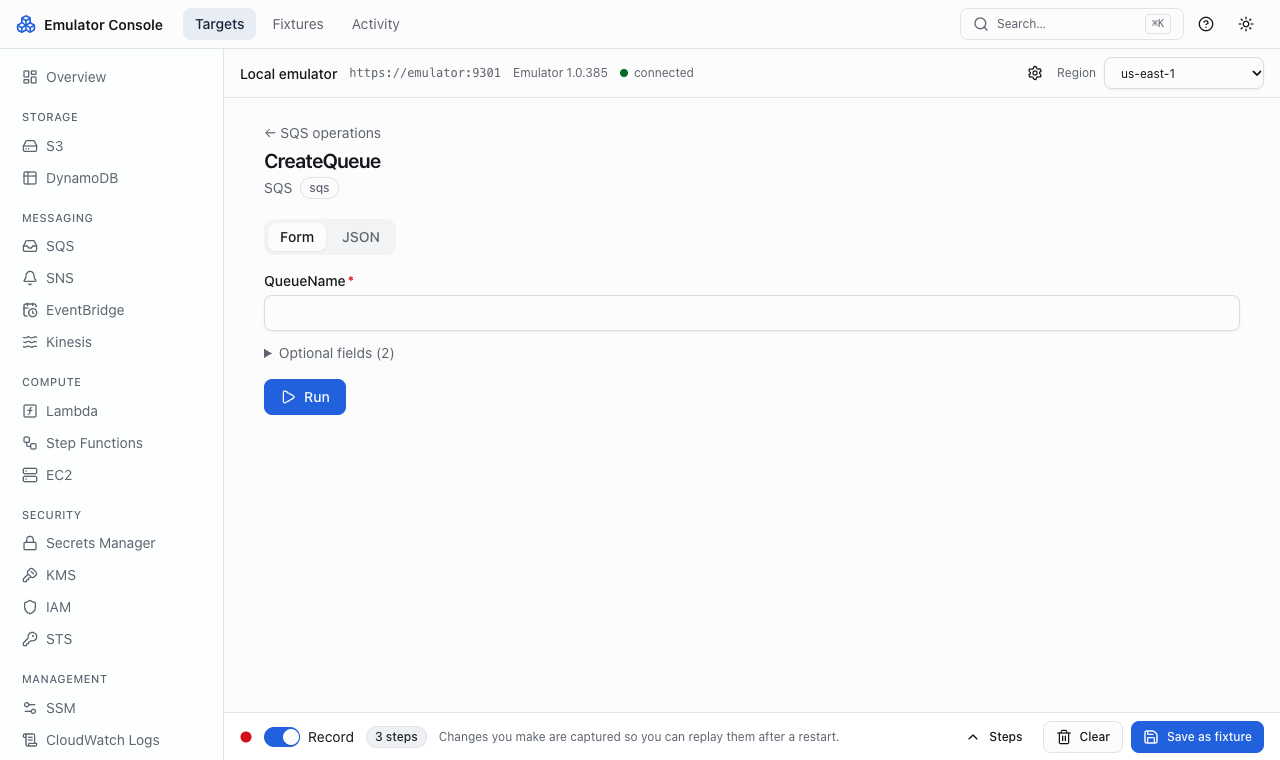 Emulator Console
Targets
Fixtures
Activity
Search...
⌘K
Local emulator
https://emulator:9301
Emulator 1.0.385
connected
Region
us-east-1
Overview
STORAGE
S3
DynamoDB
MESSAGING
SQS
SNS
EventBridge
Kinesis
COMPUTE
Lambda
Step Functions
EC2
SECURITY
Secrets Manager
KMS
IAM
STS
MANAGEMENT
SSM
CloudWatch Logs
← SQS operations
CreateQueue
SQS sqs
Form
JSON
QueueName*
Optional fields (2)
Run
Record
3 steps
Changes you make are captured so you can replay them after a restart.
Steps
Clear
Save as fixture